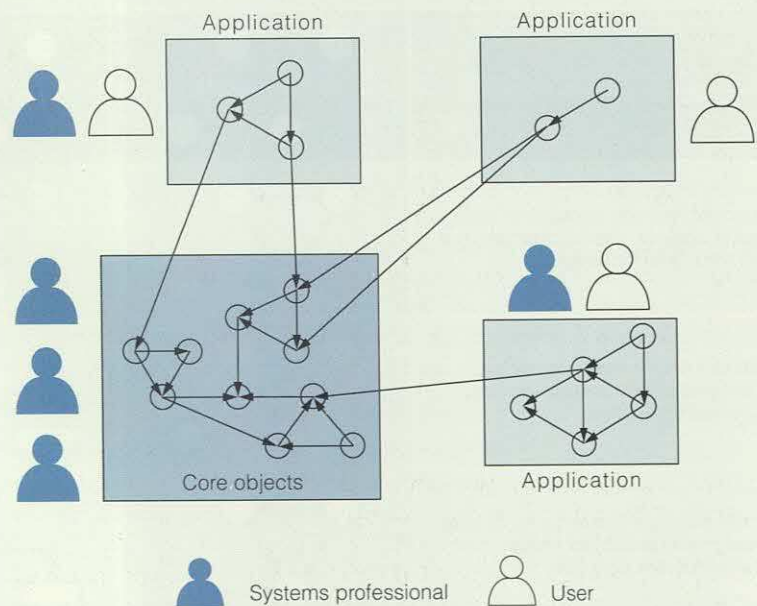 Application
Application
Core objects
Application
Systems professional
User